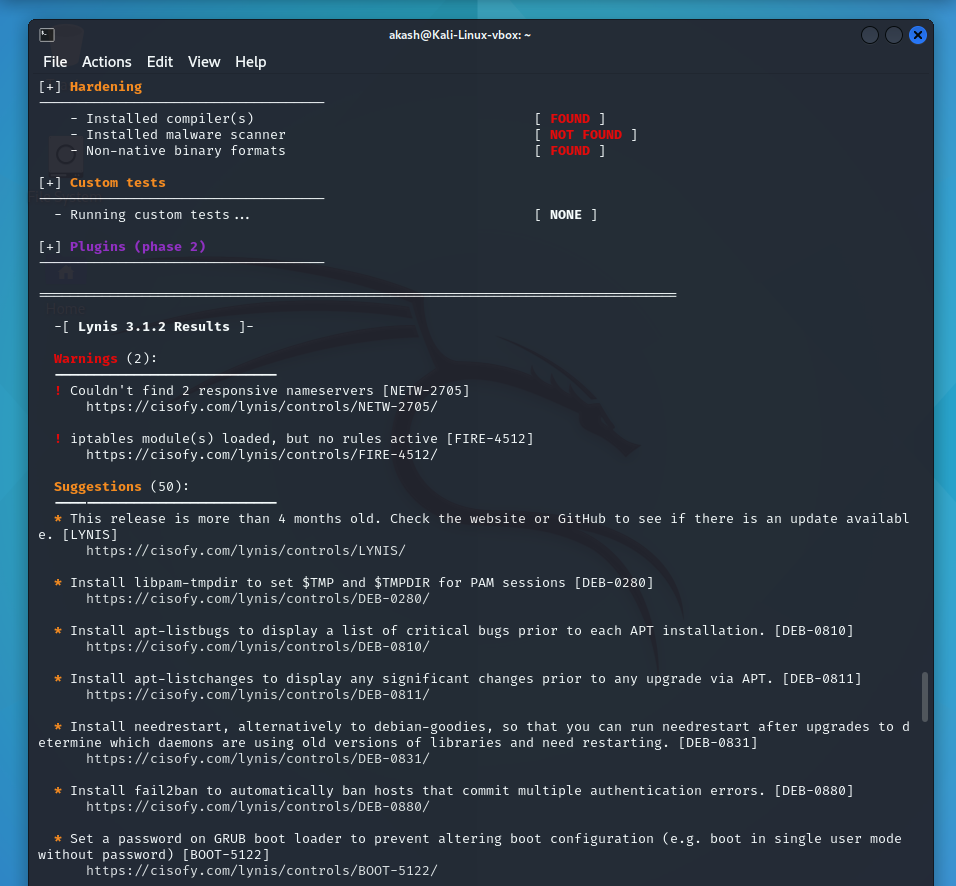 akash@Kali-Linux-vbox: ~
File Actions Edit View Help
[+] Hardening
------------------------------------
- Installed compiler(s) [ FOUND ]
- Installed malware scanner [ NOT FOUND ]
- Non-native binary formats [ FOUND ]
[+] Custom tests
------------------------------------
- Running custom tests... [ NONE ]
[+] Plugins (phase 2)
------------------------------------
================================================================================
-[ Lynis 3.1.2 Results ]-
Warnings (2):
----------------------------
! Couldn't find 2 responsive nameservers [NETW-2705]
https://cisofy.com/lynis/controls/NETW-2705/
! iptables module(s) loaded, but no rules active [FIRE-4512]
https://cisofy.com/lynis/controls/FIRE-4512/
Suggestions (50):
----------------------------
* This release is more than 4 months old. Check the website or GitHub to see if there is an update availabl
e. [LYNIS]
https://cisofy.com/lynis/controls/LYNIS/
* Install libpam-tmpdir to set $TMP and $TMPDIR for PAM sessions [DEB-0280]
https://cisofy.com/lynis/controls/DEB-0280/
* Install apt-listbugs to display a list of critical bugs prior to each APT installation. [DEB-0810]
https://cisofy.com/lynis/controls/DEB-0810/
* Install apt-listchanges to display any significant changes prior to any upgrade via APT. [DEB-0811]
https://cisofy.com/lynis/controls/DEB-0811/
* Install needrestart, alternatively to debian-goodies, so that you can run needrestart after upgrades to d
etermine which daemons are using old versions of libraries and need restarting. [DEB-0831]
https://cisofy.com/lynis/controls/DEB-0831/
* Install fail2ban to automatically ban hosts that commit multiple authentication errors. [DEB-0880]
https://cisofy.com/lynis/controls/DEB-0880/
* Set a password on GRUB boot loader to prevent altering boot configuration (e.g. boot in single user mode
without password) [BOOT-5122]
https://cisofy.com/lynis/controls/BOOT-5122/